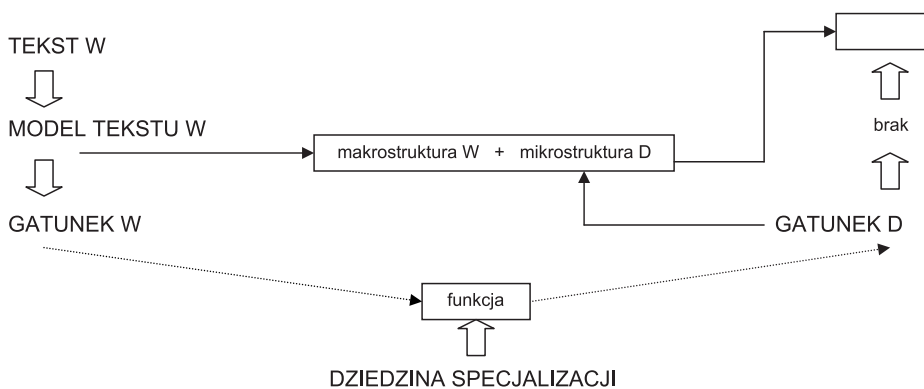 TEKST W
MODEL TEKSTU W
brak
makrostruktura W + mikrostruktura D
GATUNEK W
GATUNEK D
funkcja
DZIEDZINA SPECJALIZACJI